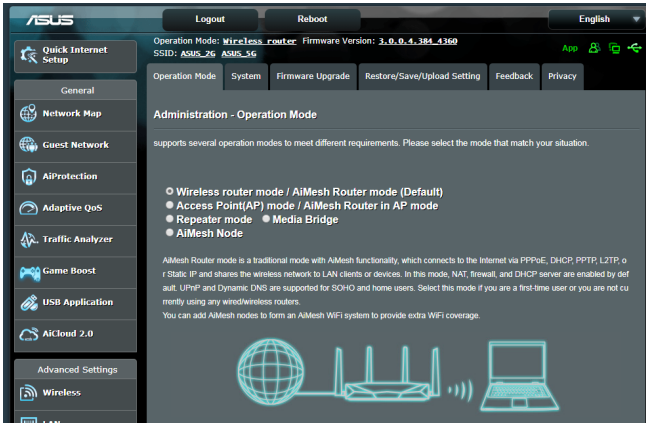 ASUS
Logout
Reboot
English
Quick Internet
Setup
Operation Mode: Wireless router Firmware Version: 3.0.0.4.384_4360
SSID: ASUS_2G ASUS_5G
App
Operation Mode
System
Firmware Upgrade
Restore/Save/Upload Setting
Feedback
Privacy
General
Network Map
Guest Network
AiProtection
Adaptive QoS
Traffic Analyzer
Game Boost
USB Application
AiCloud 2.0
Advanced Settings
Wireless
Administration - Operation Mode
supports several operation modes to meet different requirements. Please select the mode that match your situation.
Wireless router mode / AiMesh Router mode (Default)
Access Point(AP) mode / AiMesh Router in AP mode
Repeater mode Media Bridge
AiMesh Node
AiMesh Router mode is a traditional mode with AiMesh functionality, which connects to the Internet via PPPoE, DHCP, PPTP, L2TP, o
r Static IP and shares the wireless network to LAN clients or devices. In this mode, NAT, firewall, and DHCP server are enabled by def
ault. UPnP and Dynamic DNS are supported for SOHO and home users. Select this mode if you are a first-time user or you are not cu
rrently using any wired/wireless routers.
You can add AiMesh nodes to form an AiMesh WiFi system to provide extra WiFi coverage.